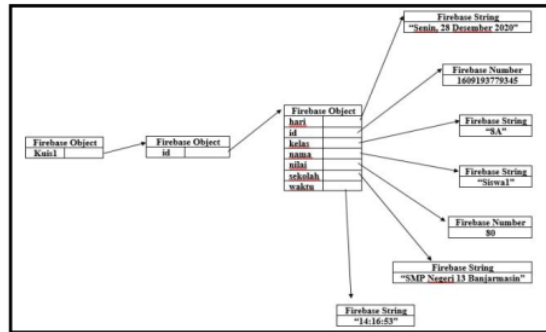 Firebase String
"Senin, 28 Desember 2020"
Firebase Number
1609193779345
Firebase Object
hari
id
kelas
nama
nilai
sekolah
waktu
Firebase String
"8A"
Firebase Object
Kuis1
Firebase Object
id
Firebase String
"Siswa1"
Firebase Number
80
Firebase String
"SMP Negeri 13 Banjarmasin"
Firebase String
"14:16:53"